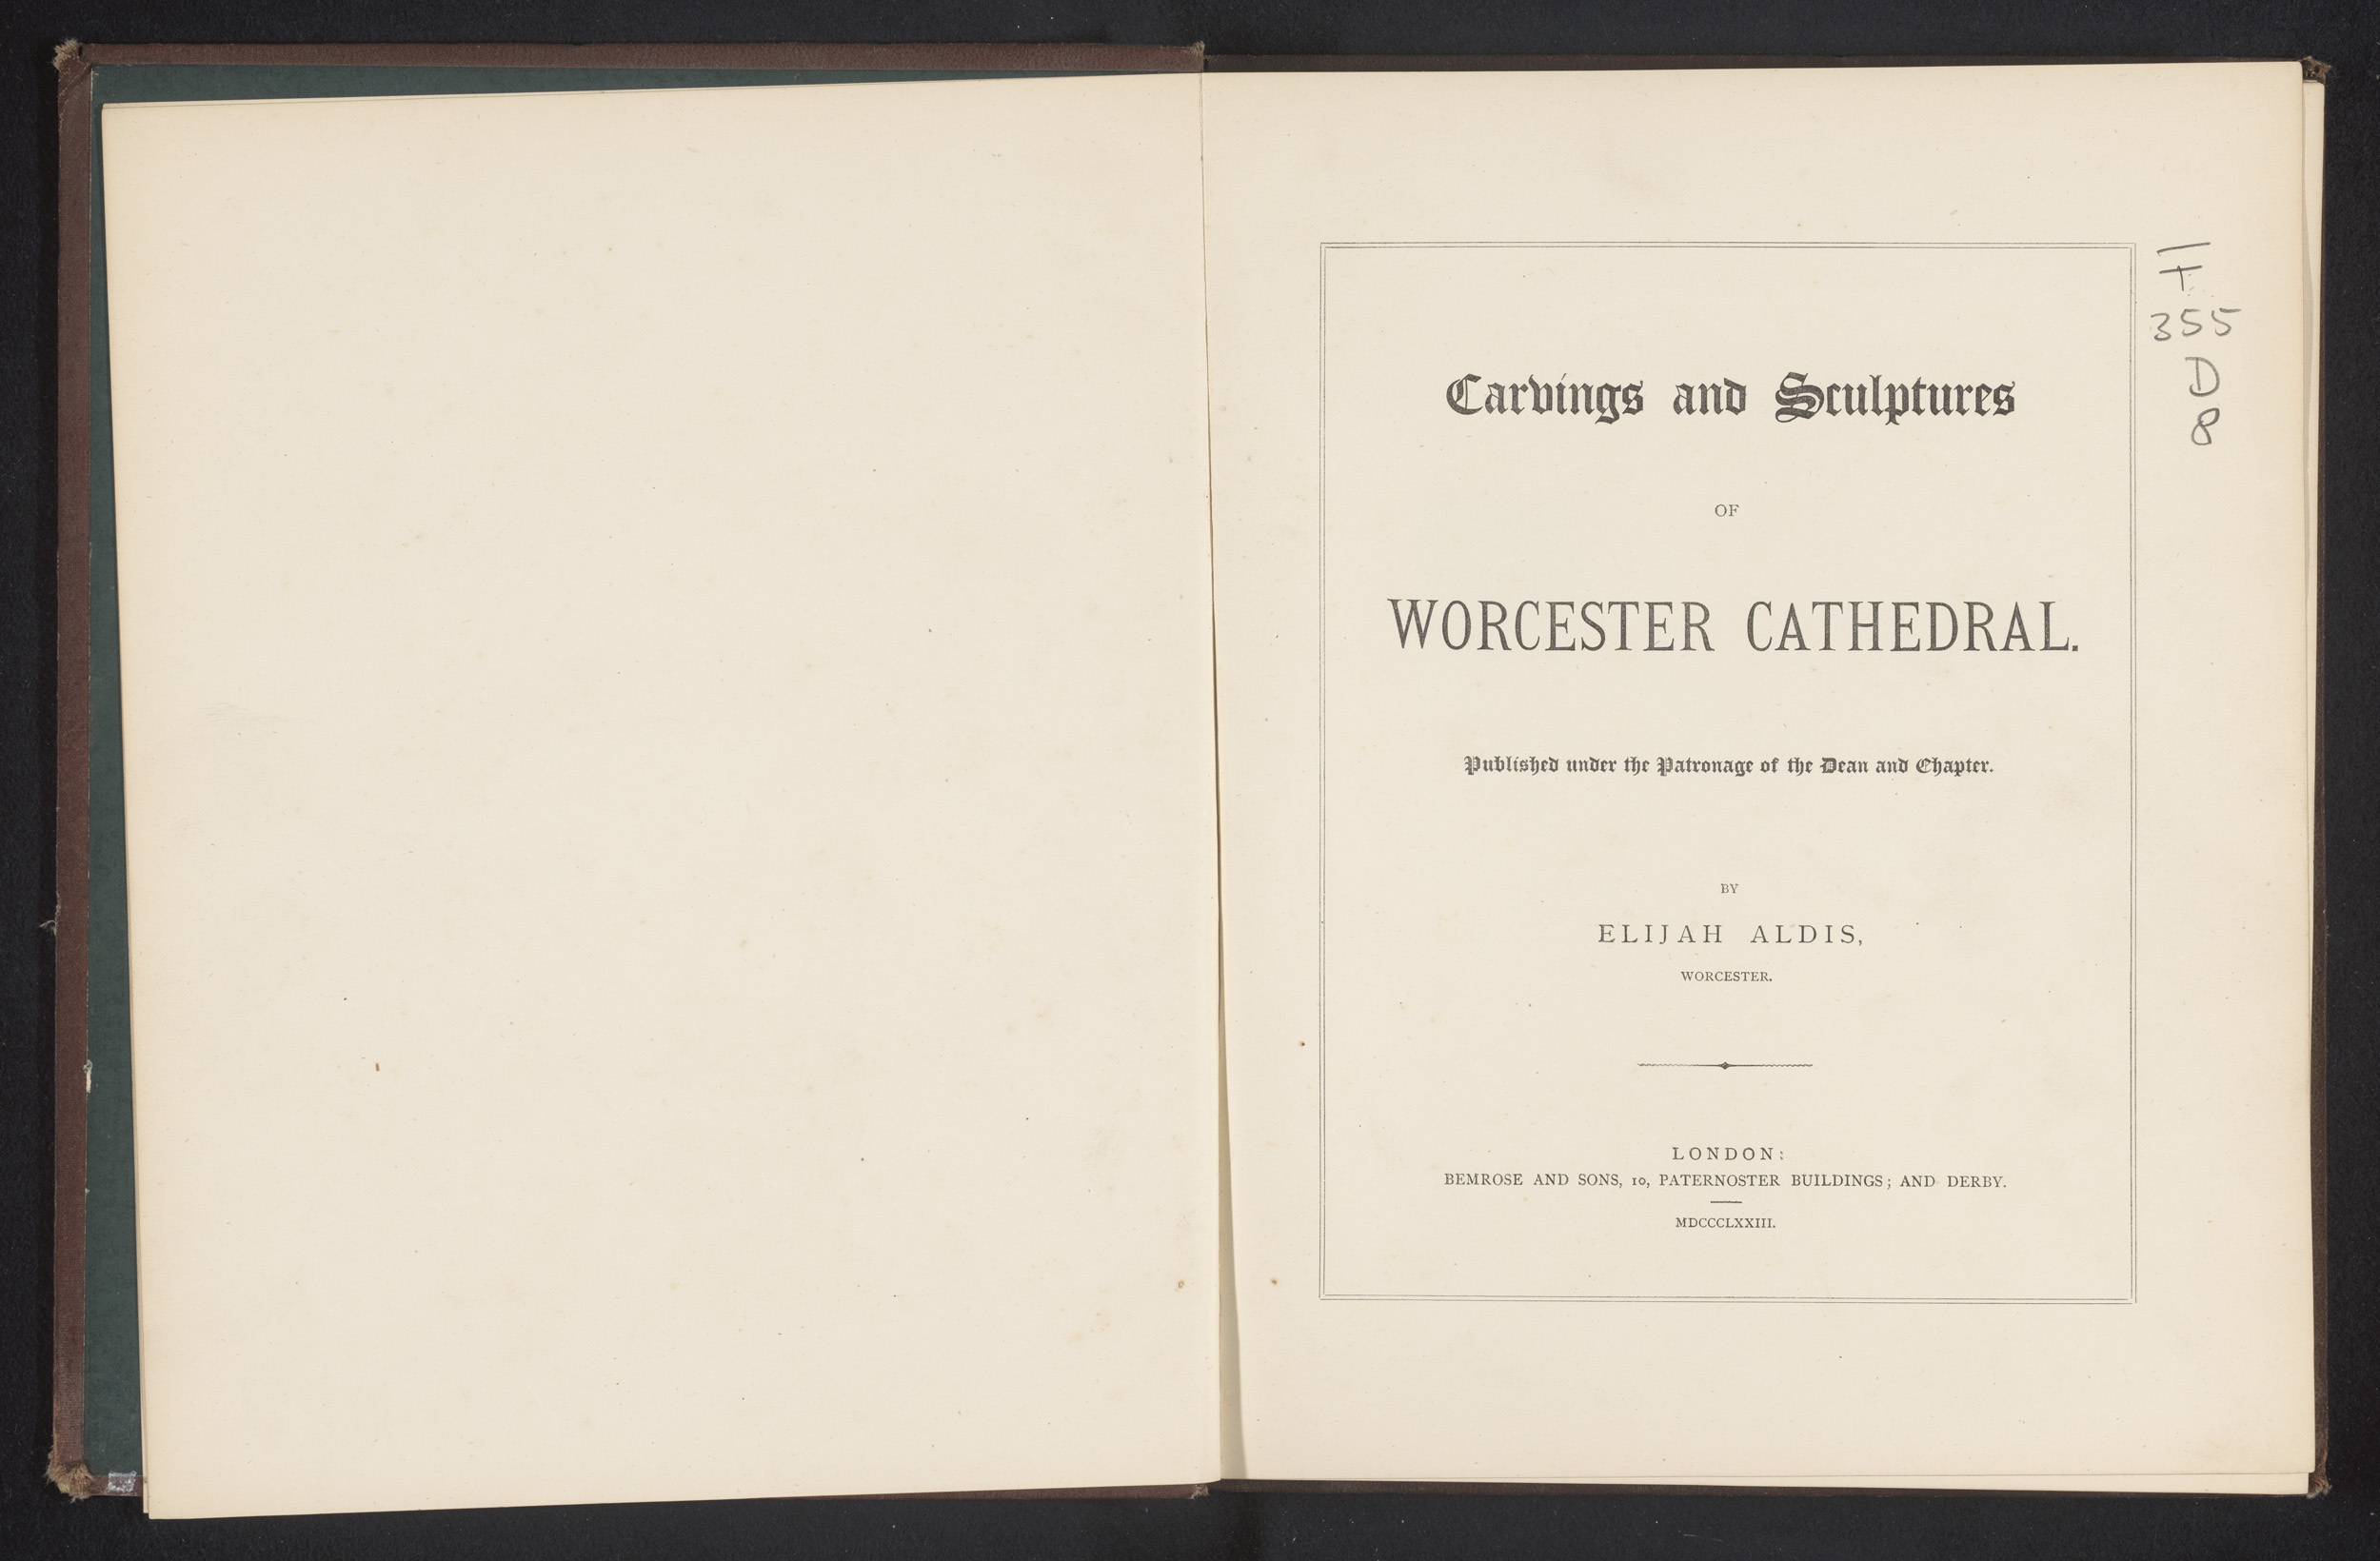 Carvings and Sculptures
OF
WORCESTER CATHEDRAL.
Published under the Patronage of the Dean and Chapter.
BY
ELIJAH ALDIS,
WORCESTER.
LONDON:
BEMROSE AND SONS, 10, PATERNOSTER BUILDINGS; AND DERBY.
MDCCCLXXIII.
F
355
D
8